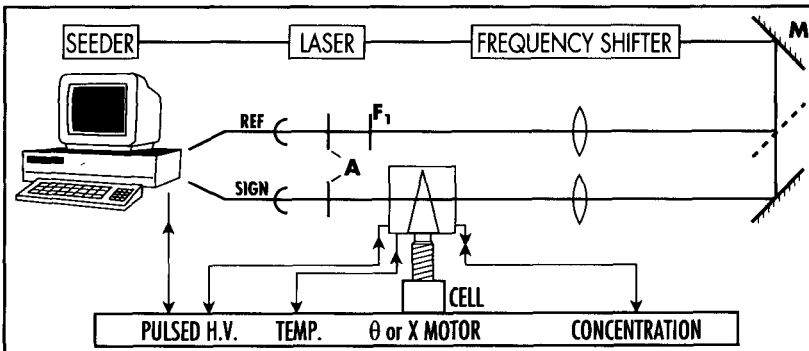 SEEDER LASER FREQUENCY SHIFTER M
REF F1
A
SIGN
CELL
PULSED H.V. TEMP. θ or X MOTOR CONCENTRATION